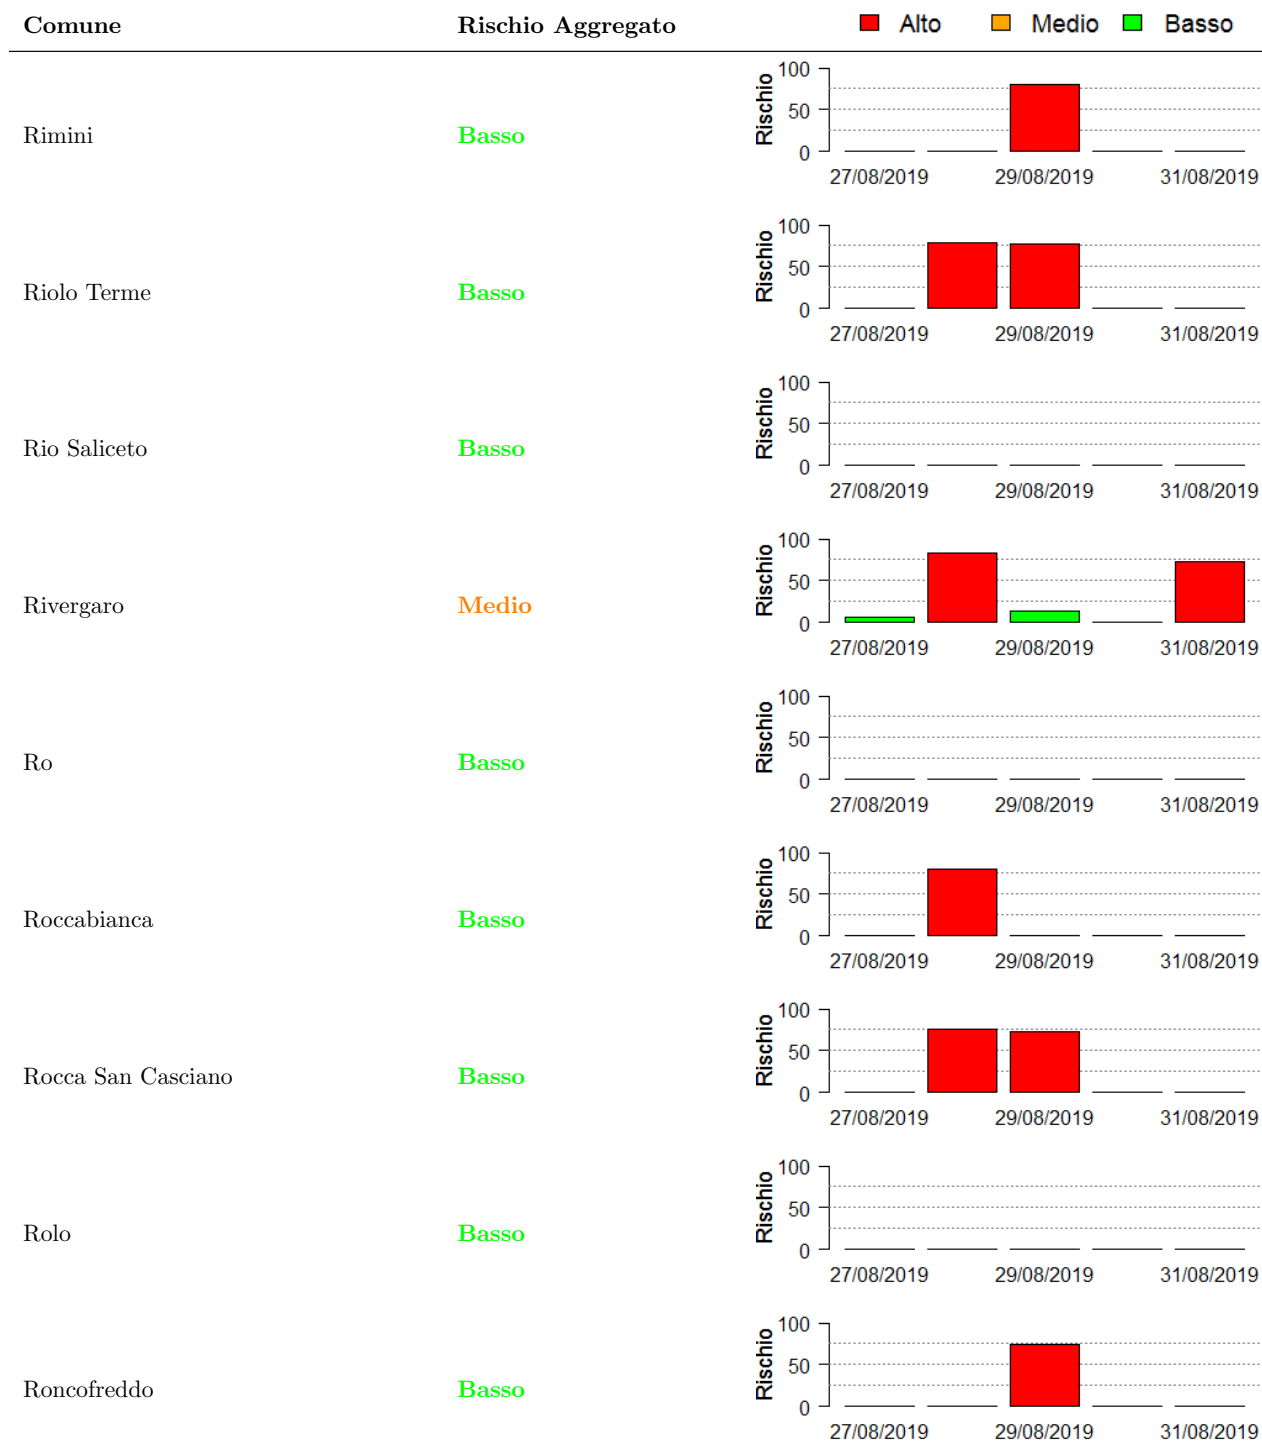 Comune Rischio Aggregato Alto Medio Basso
100
50
0
Rischio
Rimini Basso
27/08/2019 29/08/2019 31/08/2019
100
50
0
Rischio
Riolo Terme Basso
27/08/2019 29/08/2019 31/08/2019
100
50
0
Rischio
Rio Saliceto Basso
27/08/2019 29/08/2019 31/08/2019
100
50
0
Rischio
Rivergaro Medio
27/08/2019 29/08/2019 31/08/2019
100
50
0
Rischio
Ro Basso
27/08/2019 29/08/2019 31/08/2019
100
50
0
Rischio
Roccabianca Basso
27/08/2019 29/08/2019 31/08/2019
100
50
0
Rischio
Rocca San Casciano Basso
27/08/2019 29/08/2019 31/08/2019
100
50
0
Rischio
Rolo Basso
27/08/2019 29/08/2019 31/08/2019
100
50
0
Rischio
Roncofreddo Basso
27/08/2019 29/08/2019 31/08/2019